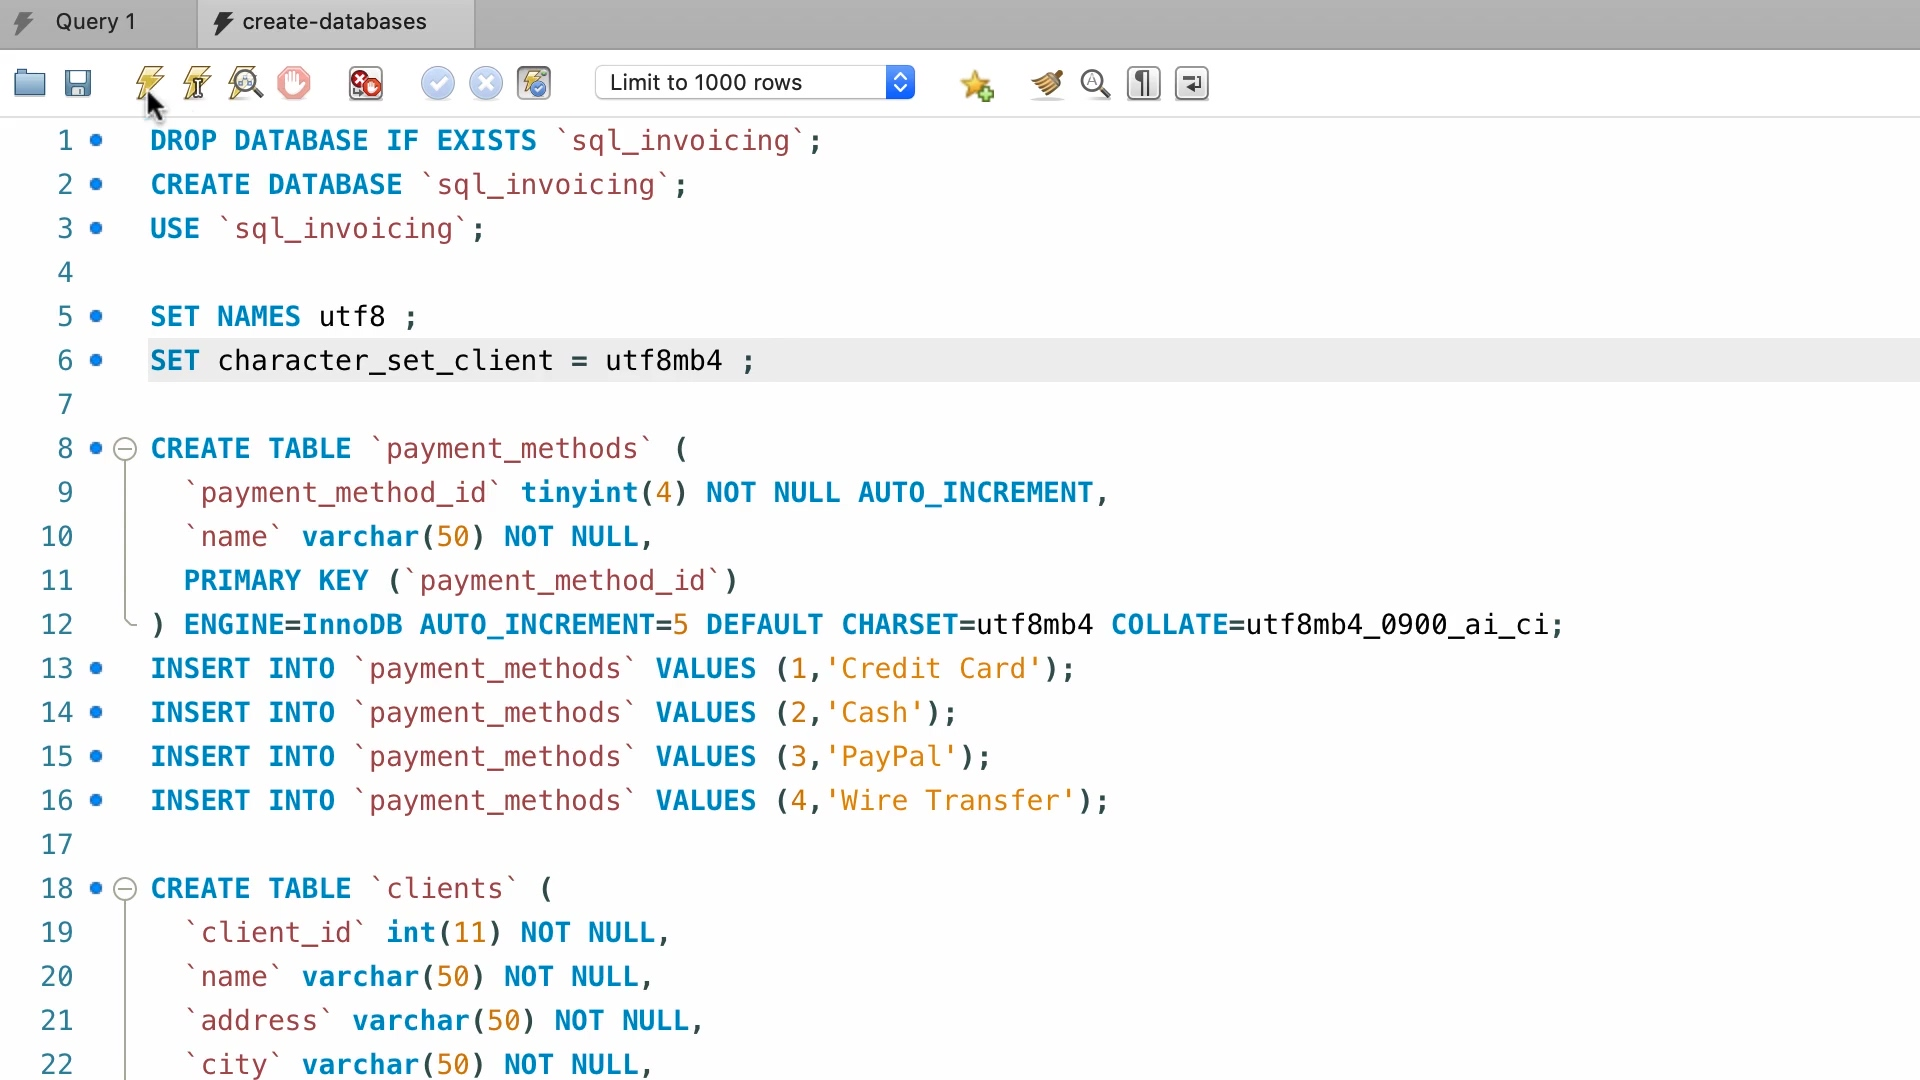 Query 1
create-databases
Limit to 1000 rows
1 DROP DATABASE IF EXISTS `sql_invoicing`;
2 CREATE DATABASE `sql_invoicing`;
3 USE `sql_invoicing`;
4
5 SET NAMES utf8 ;
6 SET character_set_client = utf8mb4 ;
7
8 CREATE TABLE `payment_methods` (
9 `payment_method_id` tinyint(4) NOT NULL AUTO_INCREMENT,
10 `name` varchar(50) NOT NULL,
11 PRIMARY KEY (`payment_method_id`)
12 ) ENGINE=InnoDB AUTO_INCREMENT=5 DEFAULT CHARSET=utf8mb4 COLLATE=utf8mb4_0900_ai_ci;
13 INSERT INTO `payment_methods` VALUES (1,'Credit Card');
14 INSERT INTO `payment_methods` VALUES (2,'Cash');
15 INSERT INTO `payment_methods` VALUES (3,'PayPal');
16 INSERT INTO `payment_methods` VALUES (4,'Wire Transfer');
17
18 CREATE TABLE `clients` (
19 `client_id` int(11) NOT NULL,
20 `name` varchar(50) NOT NULL,
21 `address` varchar(50) NOT NULL,
22 `city` varchar(50) NOT NULL,